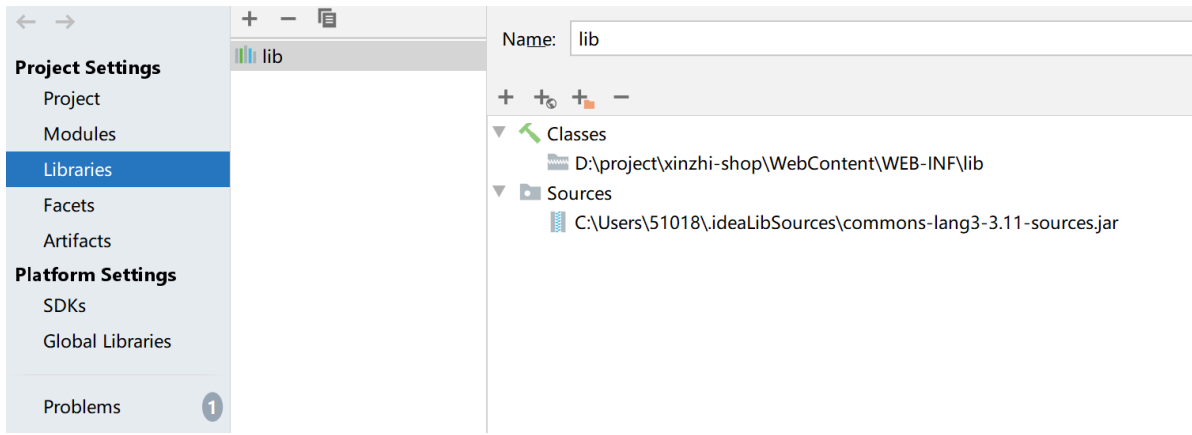 Project Settings
Project
Modules
Libraries
Facets
Artifacts
Platform Settings
SDKs
Global Libraries
Problems
1
lib
Name:
lib
Classes
D:\project\xinzhi-shop\WebContent\WEB-INF\lib
Sources
C:\Users\51018\.ideaLibSources\commons-lang3-3.11-sources.jar